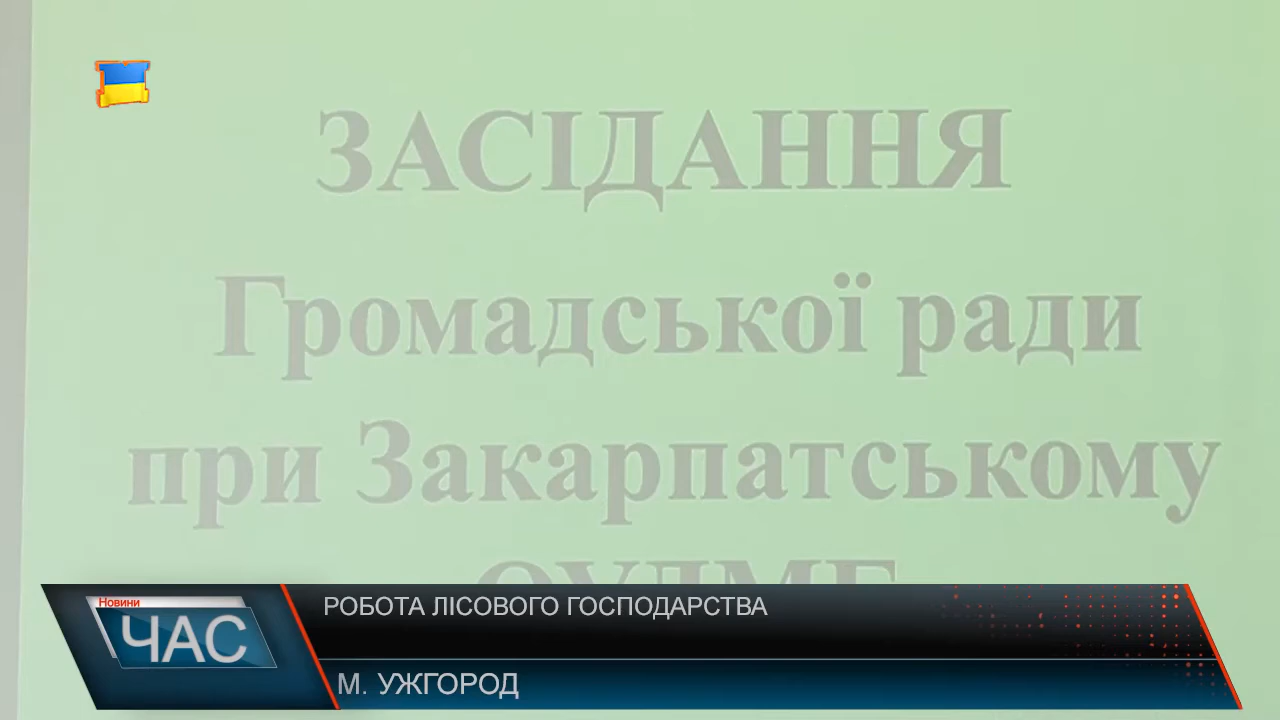 ЗАСІДАННЯ
Громадської ради
при Закарпатському
Новини
ЧАС
РОБОТА ЛІСОВОГО ГОСПОДАРСТВА
М. УЖГОРОД